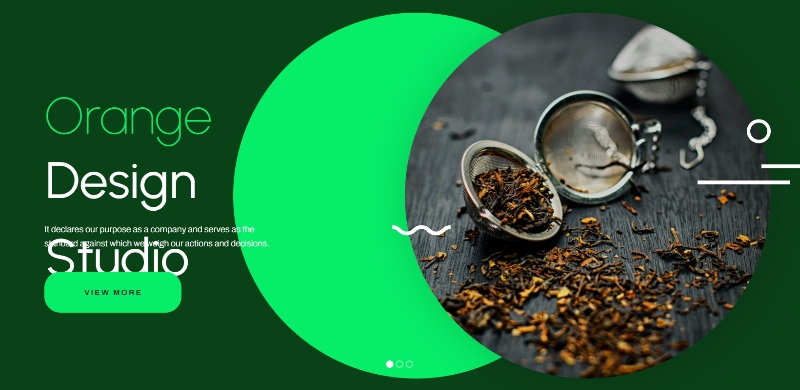 Orange
Design
It declares our purpose as a company and serves as the
standard against which we weigh our actions and decisions.
Studio
VIEW MORE